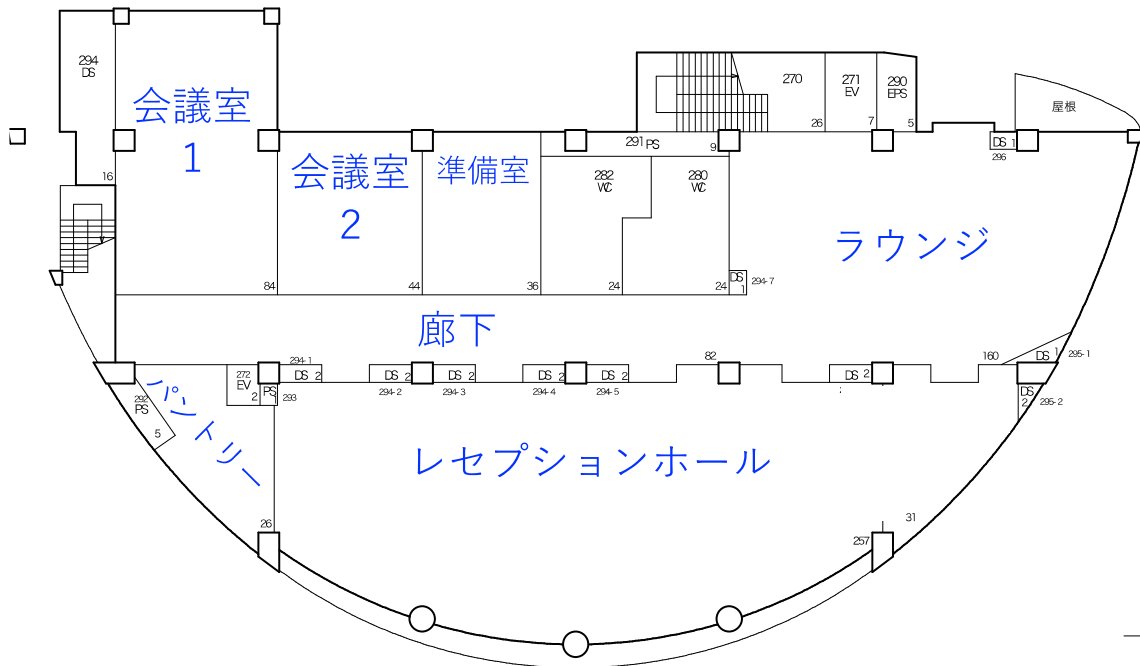 294
DS
会議室
1
16
84
会議室
2
44
準備室
36
291 PS
9
282
WC
24
280
WC
24
270
26
271
EV
7
290
EPS
5
屋根
DS 1
296
ラウンジ
DS
1
294-7
廊下
82
160
DS 1
295-1
DS
2
295-2
294-1
DS 2
DS 2
294-2
DS 2
294-3
DS 2
294-4
DS 2
294-5
DS 2
272
EV
2
PS
1
293
292
PS
5
パントリー
26
レセプションホール
257
31